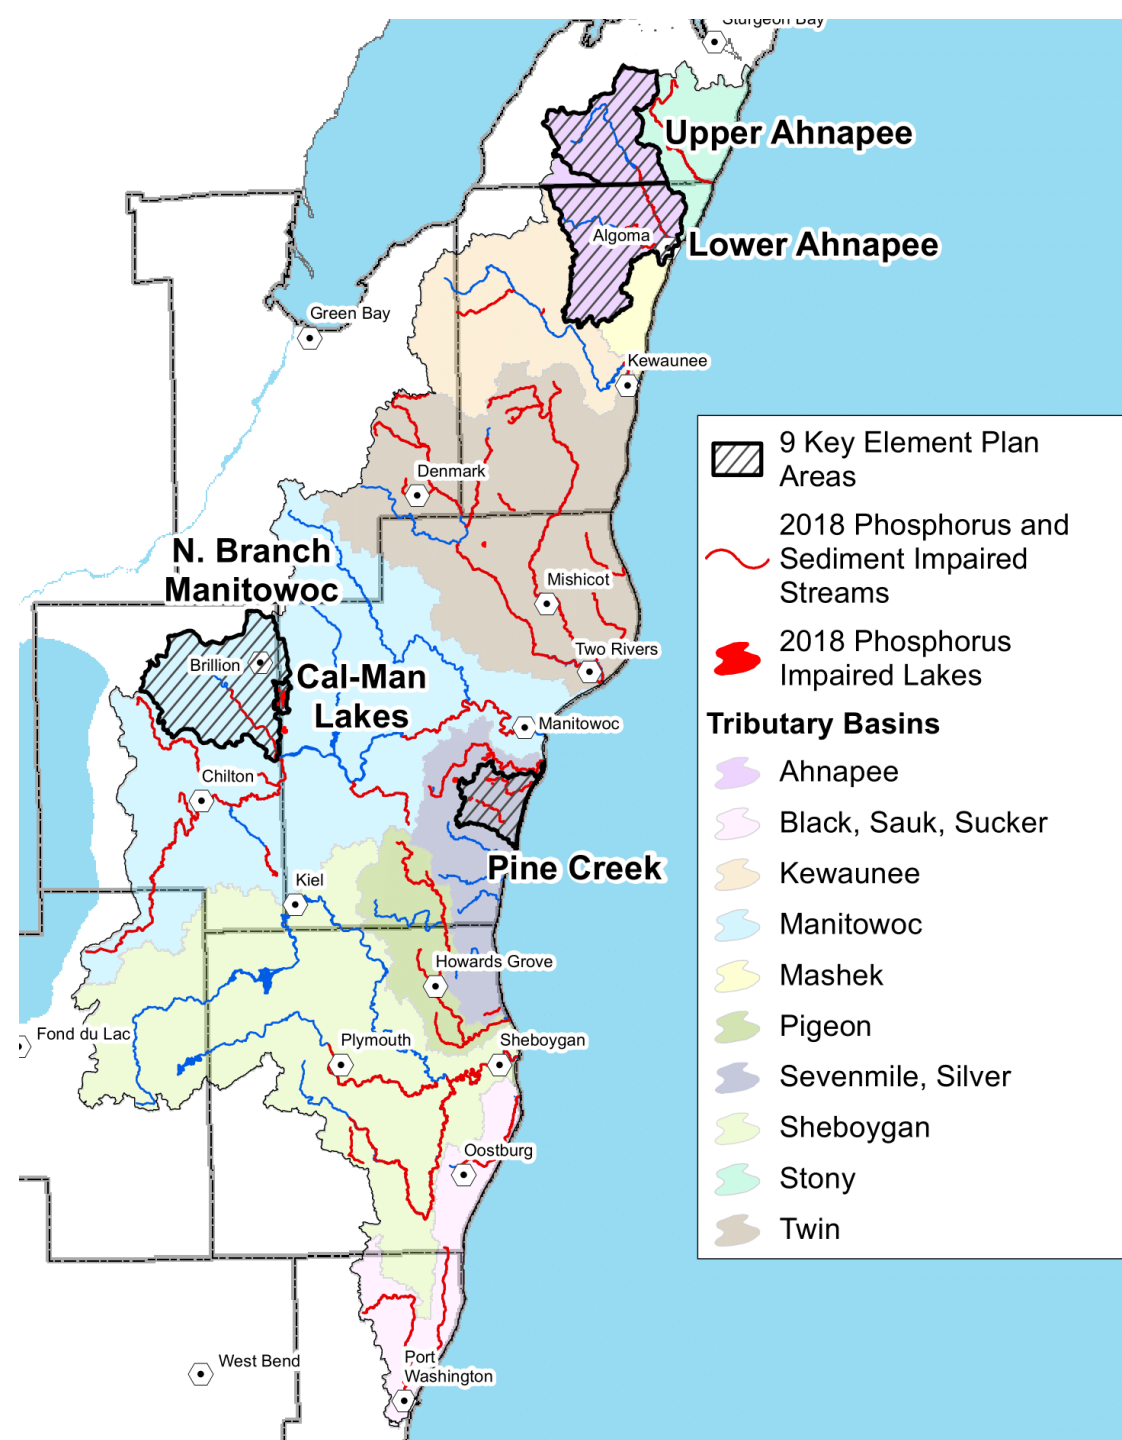 Sturgeon Bay
Upper Ahnapee
Algoma
Lower Ahnapee
Green Bay
Kewaunee
Denmark
N. Branch
Manitowoc
Mishicot
Two Rivers
Brillion
Cal-Man
Lakes
Manitowoc
Chilton
Pine Creek
Kiel
Howards Grove
Fond du Lac
Plymouth
Sheboygan
Oostburg
West Bend
Port
Washington
9 Key Element Plan
Areas
2018 Phosphorus and
Sediment Impaired
Streams
2018 Phosphorus
Impaired Lakes
Tributary Basins
Ahnapee
Black, Sauk, Sucker
Kewaunee
Manitowoc
Mashek
Pigeon
Sevenmile, Silver
Sheboygan
Stony
Twin